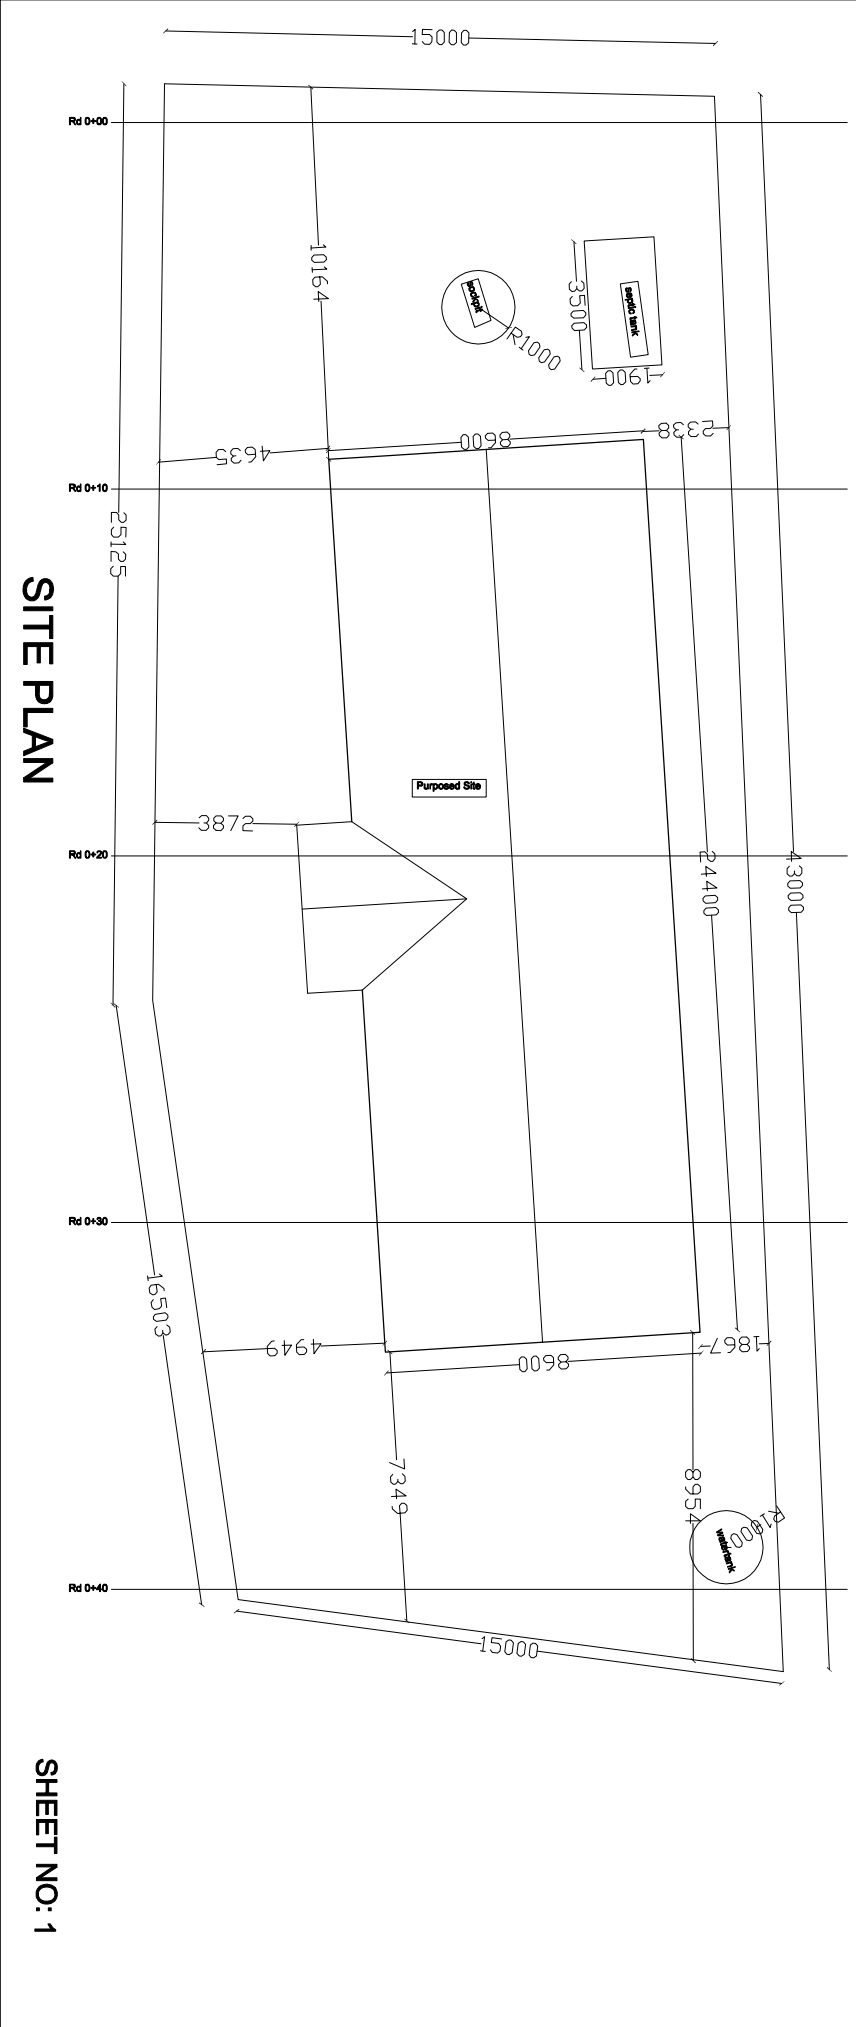 15000
Rd 0+00
10164
sockpit
R1000
3500
septic tank
1900
4635
8600
2338
Rd 0+10
25125
SITE PLAN
Purposed Site
3872
Rd 0+20
24400
43000
Rd 0+30
16503
4949
8600
1867
7349
8954
R1000
watertank
Rd 0+40
15000
SHEET NO: 1